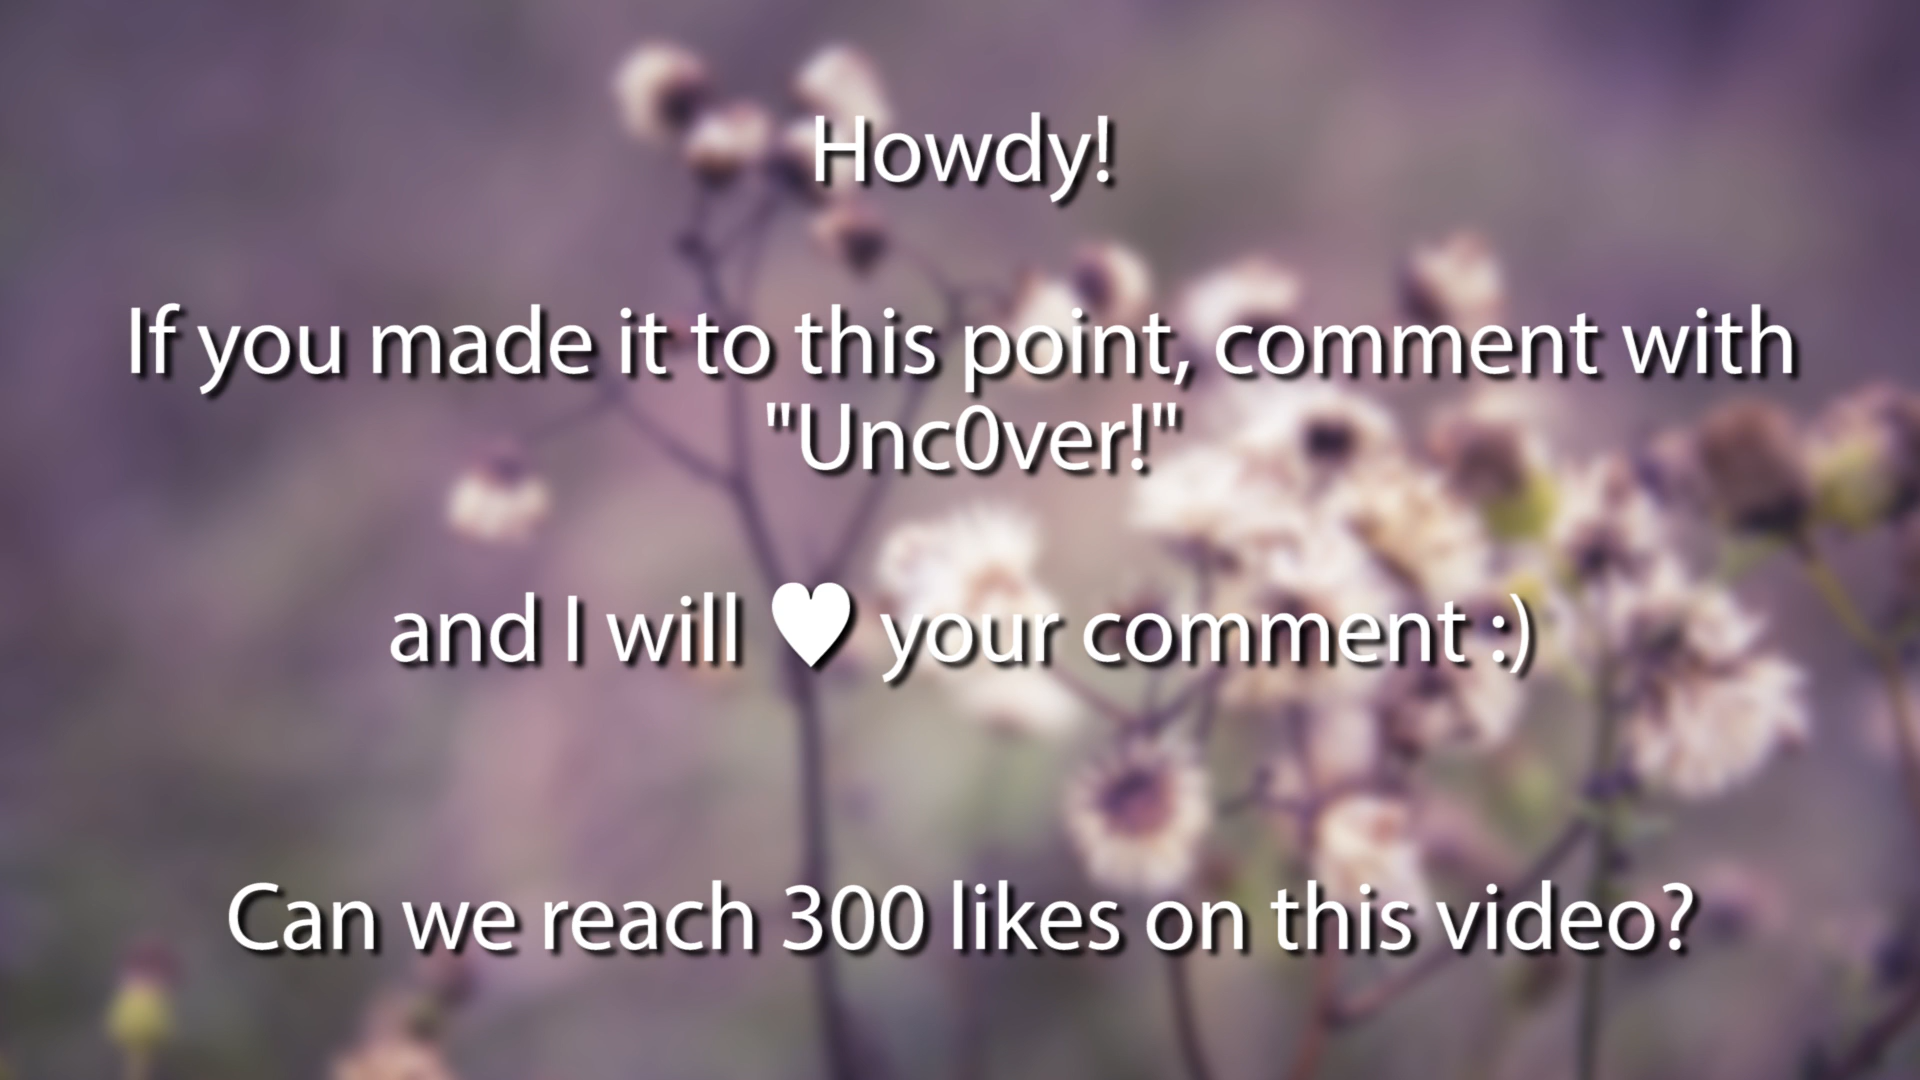 Howdy!
If you made it to this point, comment with
"Unc0ver!"
and I will ♥ your comment :)
Can we reach 300 likes on this video?